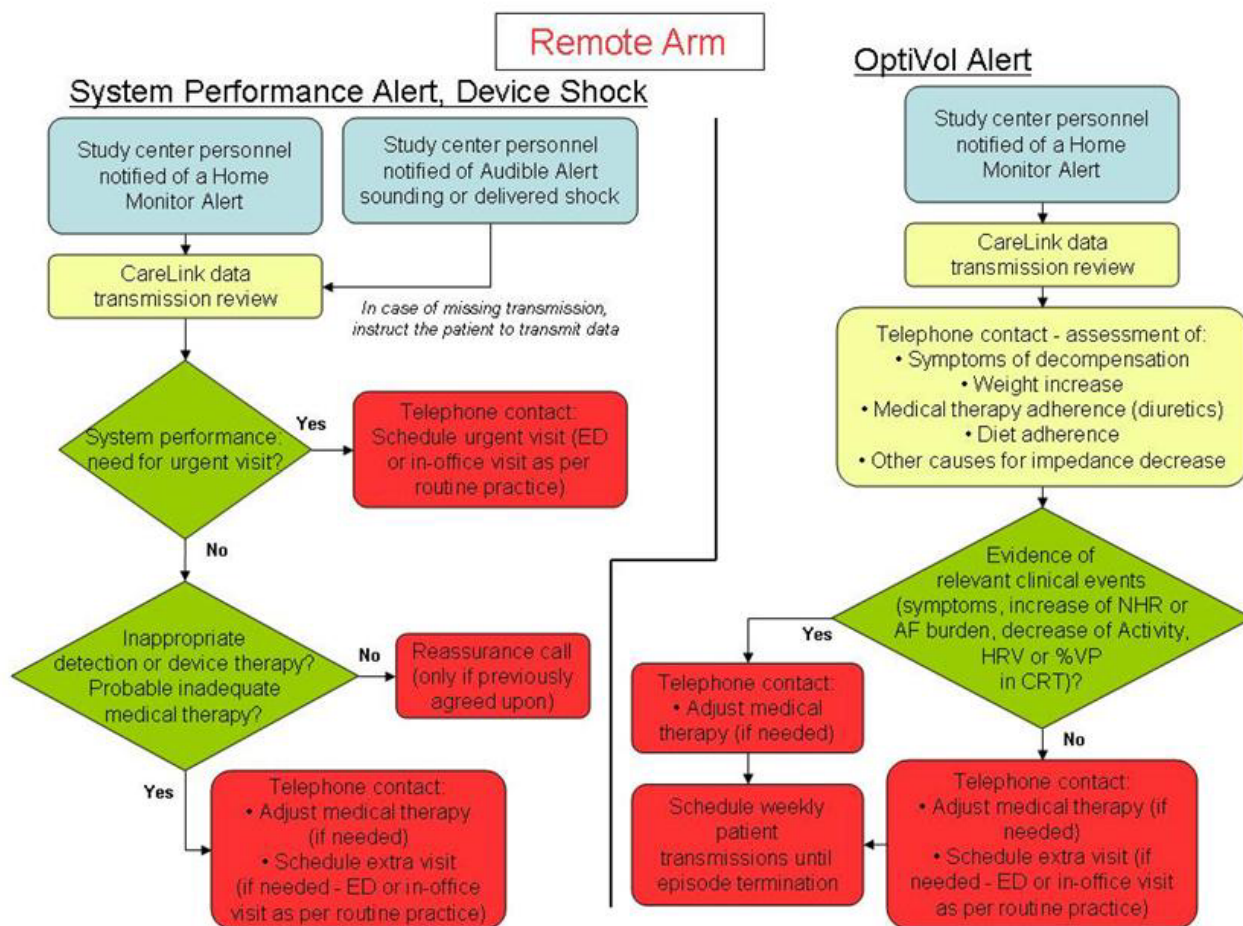 Remote Arm
System Performance Alert, Device Shock
Study center personnel
notified of a Home
Monitor Alert
Study center personnel
notified of Audible Alert
sounding or delivered shock
CareLink data
transmission review
In case of missing transmission,
instruct the patient to transmit data
System performance:
need for urgent visit?
Yes
Telephone contact:
Schedule urgent visit (ED
or in-office visit as per
routine practice)
No
Inappropriate
detection or device therapy?
Probable inadequate
medical therapy?
No
Reassurance call
(only if previously
agreed upon)
Yes
Telephone contact:
• Adjust medical therapy
(if needed)
• Schedule extra visit
(if needed - ED or in-office
visit as per routine practice)
OptiVol Alert
Study center personnel
notified of a Home
Monitor Alert
CareLink data
transmission review
Telephone contact - assessment of:
• Symptoms of decompensation
• Weight increase
• Medical therapy adherence (diuretics)
• Diet adherence
• Other causes for impedance decrease
Evidence of
relevant clinical events
(symptoms, increase of NHR or
AF burden, decrease of Activity,
HRV or %VP
in CRT)?
Yes
Telephone contact:
• Adjust medical
therapy (if needed)
No
Telephone contact:
• Adjust medical therapy (if
needed)
• Schedule extra visit (if
needed - ED or in-office visit
as per routine practice)
Schedule weekly
patient
transmissions until
episode termination